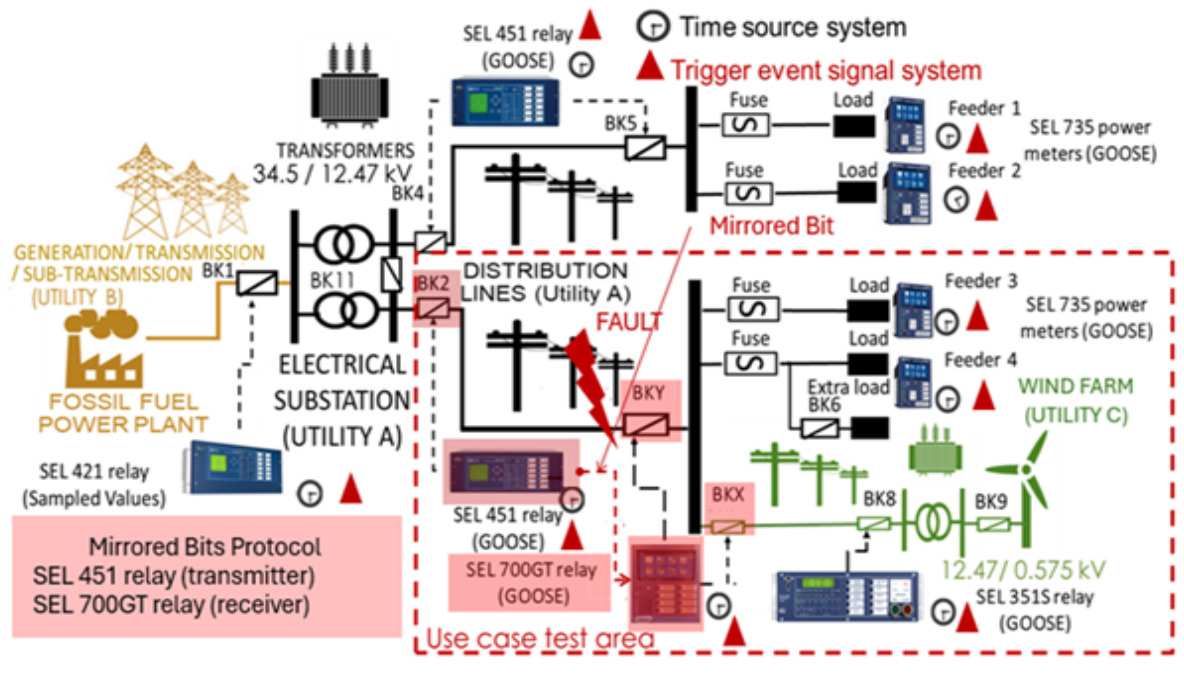 SEL 451 relay
(GOOSE)
Time source system
Trigger event signal system
TRANSFORMERS
34.5 / 12.47 kV
BK4
BK5
Fuse
Load
Feeder 1
SEL 735 power
meters (GOOSE)
Fuse
Load
Feeder 2
Mirrored Bit
GENERATION/ TRANSMISSION
/ SUB-TRANSMISSION
(UTILITY B)
BK1
BK11
BK2
DISTRIBUTION
LINES (Utility A)
FAULT
Fuse
Load
Feeder 3
SEL 735 power
meters (GOOSE)
Fuse
Load
Feeder 4
Extra load
BK6
BKY
ELECTRICAL
SUBSTATION
(UTILITY A)
FOSSIL FUEL
POWER PLANT
WIND FARM
(UTILITY C)
SEL 421 relay
(Sampled Values)
SEL 451 relay
(GOOSE)
BKX
BK8
BK9
12.47/ 0.575 kV
SEL 700GT relay
(GOOSE)
SEL 351S relay
(GOOSE)
Mirrored Bits Protocol
SEL 451 relay (transmitter)
SEL 700GT relay (receiver)
Use case test area